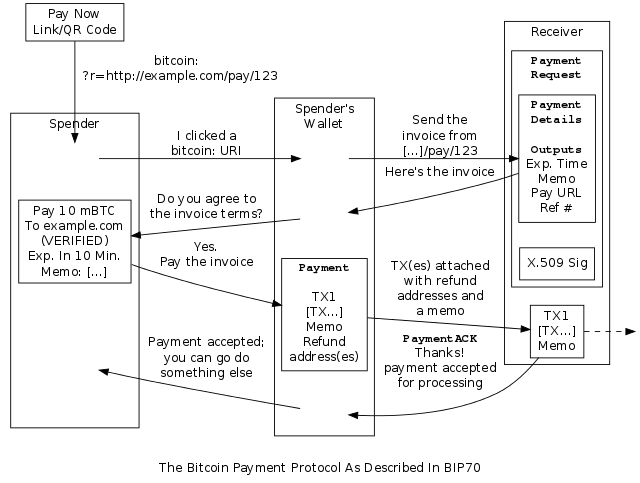 Pay Now
Link/QR Code
bitcoin:
?r=http://example.com/pay/123
Spender
I clicked a
bitcoin: URI
Spender's
Wallet
Send the
invoice from
[...]/pay/123
Receiver
Payment
Request
Payment
Details
Outputs
Exp. Time
Memo
Pay URL
Ref #
X.509 Sig
Here's the invoice
Do you agree to
the invoice terms?
Pay 10 mBTC
To example.com
(VERIFIED)
Exp. In 10 Min.
Memo: [...]
Yes.
Pay the invoice
Payment
TX1
[TX...]
Memo
Refund
address(es)
TX(es) attached
with refund
addresses and
a memo
TX1
[TX...]
Memo
PaymentACK
Thanks!
payment accepted
for processing
Payment accepted;
you can go do
something else
The Bitcoin Payment Protocol As Described In BIP70